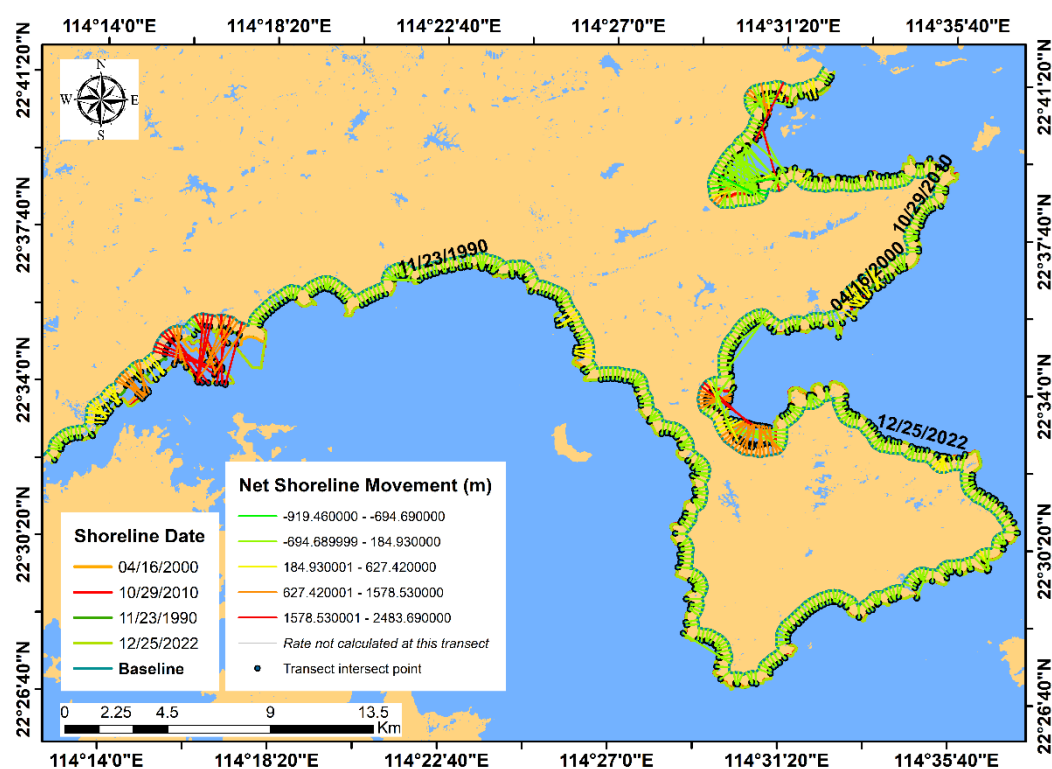 114°14'0"E 114°18'20"E 114°22'40"E 114°27'0"E 114°31'20"E 114°35'40"E
22°41'20"N
22°37'40"N
22°34'0"N
22°30'20"N
22°26'40"N
N
W E
S
11/23/1990
10/29/2010
04/16/2000
12/25/2022
Shoreline Date
04/16/2000
10/29/2010
11/23/1990
12/25/2022
Baseline
Net Shoreline Movement (m)
-919.460000 - -694.690000
-694.689999 - 184.930000
184.930001 - 627.420000
627.420001 - 1578.530000
1578.530001 - 2483.690000
Rate not calculated at this transect
Transect intersect point
0 2.25 4.5 9 13.5
Km
22°41'20"N
22°37'40"N
22°34'0"N
22°30'20"N
22°26'40"N
114°14'0"E 114°18'20"E 114°22'40"E 114°27'0"E 114°31'20"E 114°35'40"E